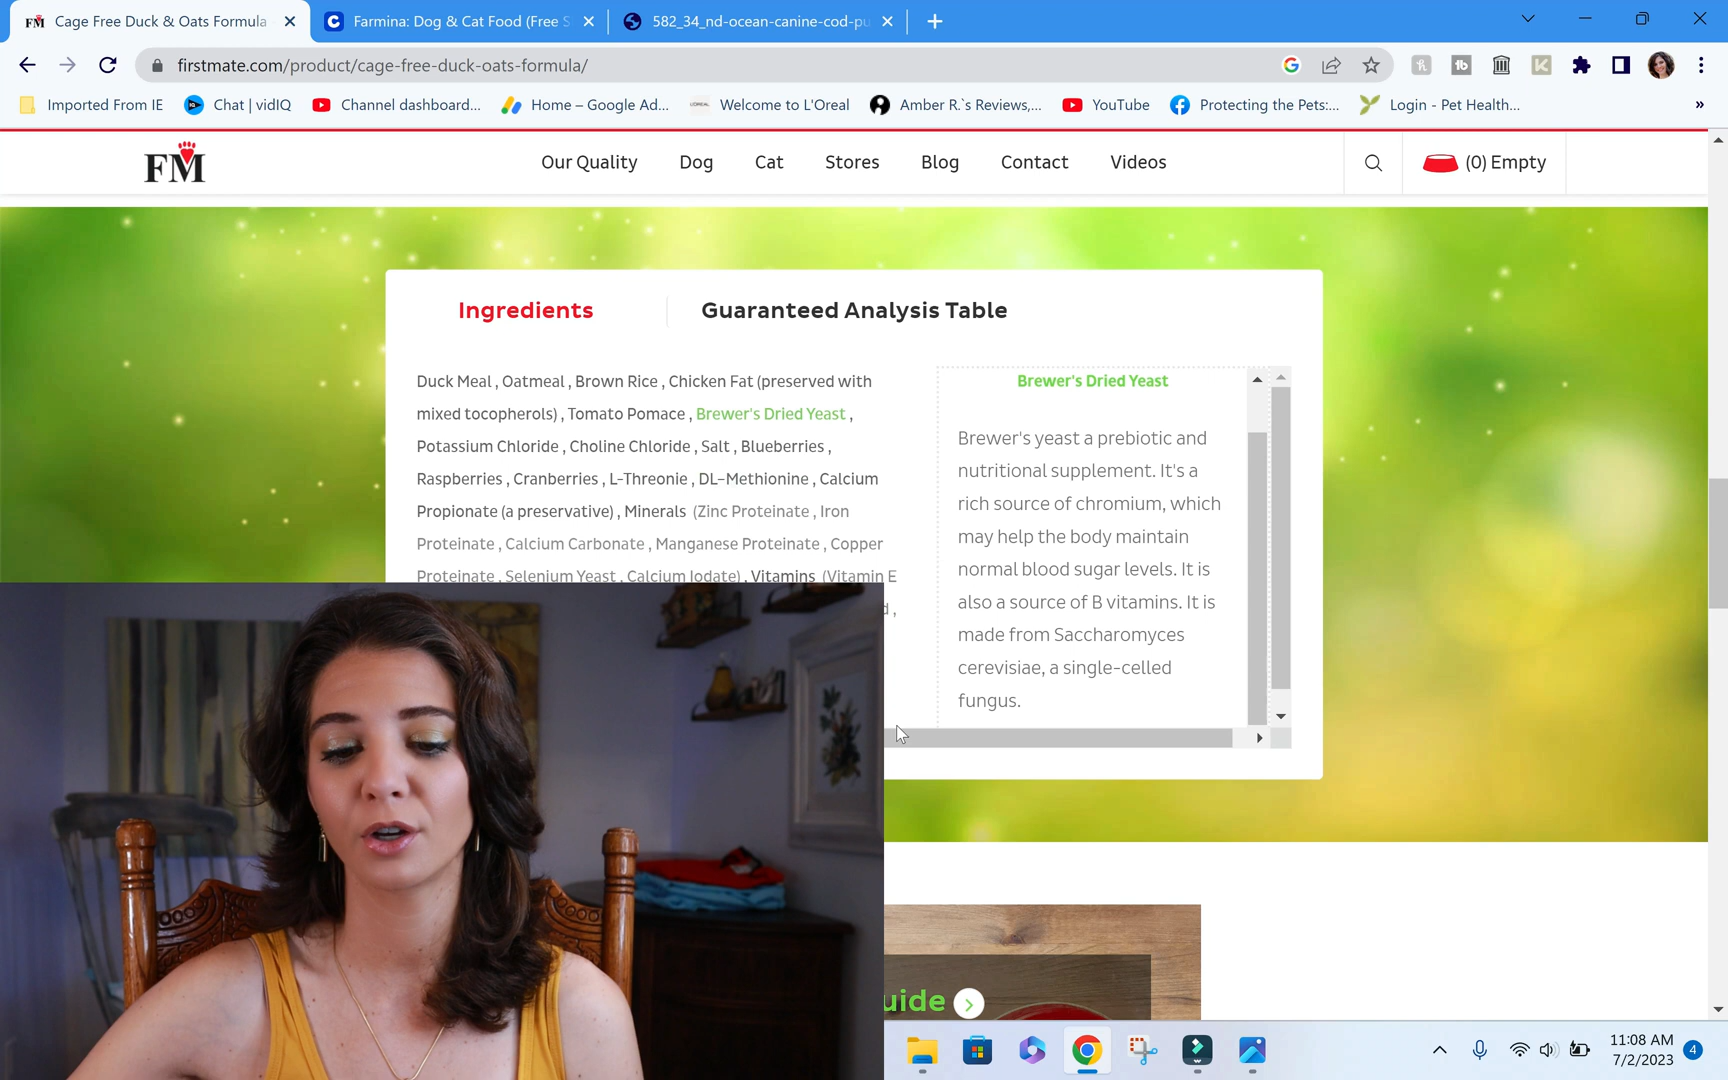 Cage Free Duck & Oats Formula
Farmina: Dog & Cat Food (Free S
582_34_nd-ocean-canine-cod-pu
firstmate.com/product/cage-free-duck-oats-formula/
Imported From IE
Chat | vidIQ
Channel dashboard...
Home – Google Ad...
Welcome to L'Oreal
Amber R.`s Reviews,...
YouTube
Protecting the Pets:...
Login - Pet Health...
»
FM
Our Quality
Dog
Cat
Stores
Blog
Contact
Videos
(0) Empty
Ingredients
Guaranteed Analysis Table
Duck Meal , Oatmeal , Brown Rice , Chicken Fat (preserved with
mixed tocopherols) , Tomato Pomace , Brewer's Dried Yeast ,
Potassium Chloride , Choline Chloride , Salt , Blueberries ,
Raspberries , Cranberries , L-Threonie , DL-Methionine , Calcium
Propionate (a preservative) , Minerals (Zinc Proteinate , Iron
Proteinate , Calcium Carbonate , Manganese Proteinate , Copper
Proteinate , Selenium Yeast , Calcium Iodate) , Vitamins (Vitamin E
d ,
Brewer's Dried Yeast
Brewer's yeast a prebiotic and
nutritional supplement. It's a
rich source of chromium, which
may help the body maintain
normal blood sugar levels. It is
also a source of B vitamins. It is
made from Saccharomyces
cerevisiae, a single-celled
fungus.
uide
11:08 AM
7/2/2023
4